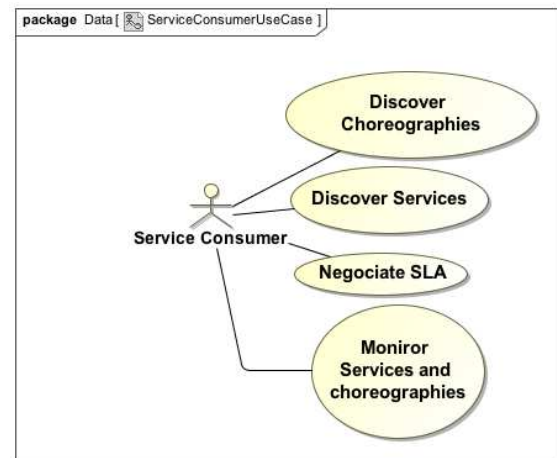 package Data [ ServiceConsumerUseCase ]
Discover
Choreographies
Discover Services
Service Consumer
Negociate SLA
Moniror
Services and
choreographies